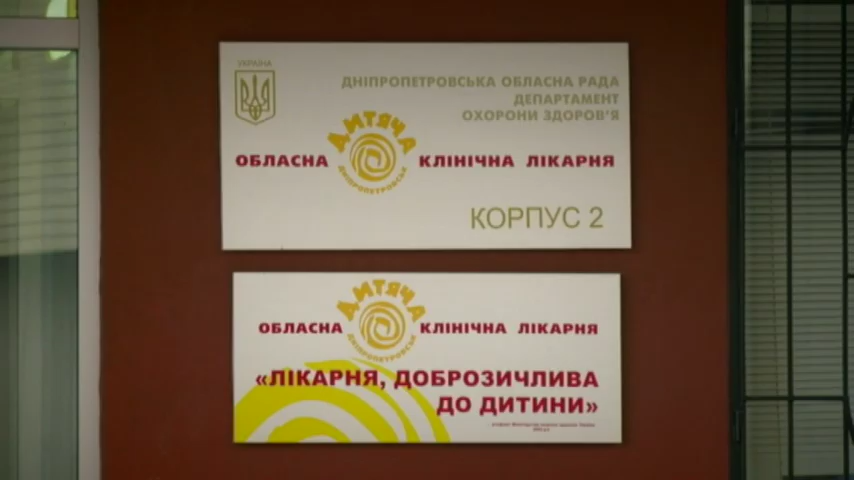 УКРАЇНА
ДНІПРОПЕТРОВСЬКА ОБЛАСНА РАДА
ДЕПАРТАМЕНТ
ОХОРОНИ ЗДОРОВ'Я
ОБЛАСНА ДИТЯЧА КЛІНІЧНА ЛІКАРНЯ
ДНІПРОПЕТРОВСЬК
КОРПУС 2
ОБЛАСНА ДИТЯЧА КЛІНІЧНА ЛІКАРНЯ
ДНІПРОПЕТРОВСЬК
«ЛІКАРНЯ, ДОБРОЗИЧЛИВА
ДО ДИТИНИ»